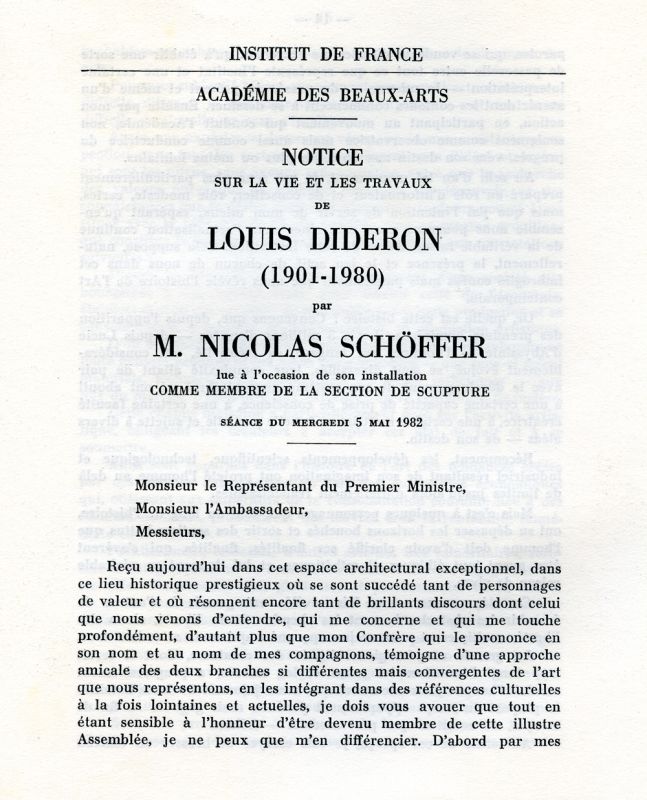 INSTITUT DE FRANCE
ACADÉMIE DES BEAUX-ARTS
NOTICE
SUR LA VIE ET LES TRAVAUX
DE
LOUIS DIDERON
(1901-1980)
par
M. NICOLAS SCHÖFFER
lue à l'occasion de son installation
COMME MEMBRE DE LA SECTION DE SCUPTURE
SÉANCE DU MERCREDI 5 MAI 1982
Monsieur le Représentant du Premier Ministre,
Monsieur l'Ambassadeur,
Messieurs,
Reçu aujourd'hui dans cet espace architectural exceptionnel, dans
ce lieu historique prestigieux où se sont succédé tant de personnages
de valeur et où résonnent encore tant de brillants discours dont celui
que nous venons d'entendre, qui me concerne et qui me touche
profondément, d'autant plus que mon Confrère qui le prononce en
son nom et au nom de mes compagnons, témoigne d'une approche
amicale des deux branches si différentes mais convergentes de l'art
que nous représentons, en les intégrant dans des références culturelles
à la fois lointaines et actuelles, je dois vous avouer que tout en
étant sensible à l'honneur d'être devenu membre de cette illustre
Assemblée, je ne peux que m'en différencier. D'abord par mes